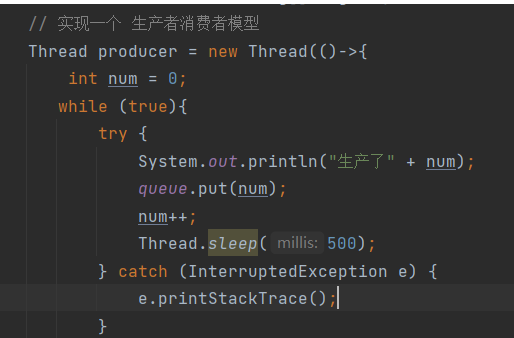 // 实现一个 生产者消费者模型
Thread producer = new Thread(()->{
int num = 0;
while (true){
try {
System.out.println("生产了" + num);
queue.put(num);
num++;
Thread.sleep( millis: 500);
} catch (InterruptedException e) {
e.printStackTrace();
}